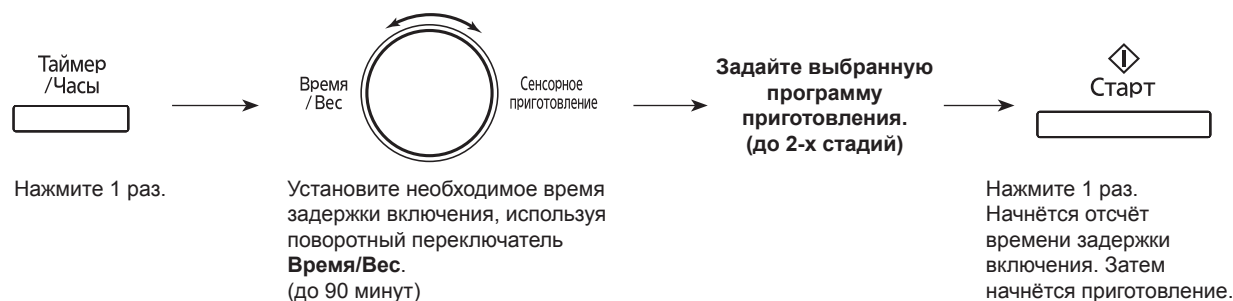 Таймер
/Часы
Нажмите 1 раз.
Время
/Вес
Сенсорное
приготовление
Установите необходимое время
задержки включения, используя
поворотный переключатель
Время/Вес.
(до 90 минут)
Задайте выбранную
программу
приготовления.
(до 2-х стадий)
Старт
Нажмите 1 раз.
Начнётся отсчёт
времени задержки
включения. Затем
начнётся приготовление.